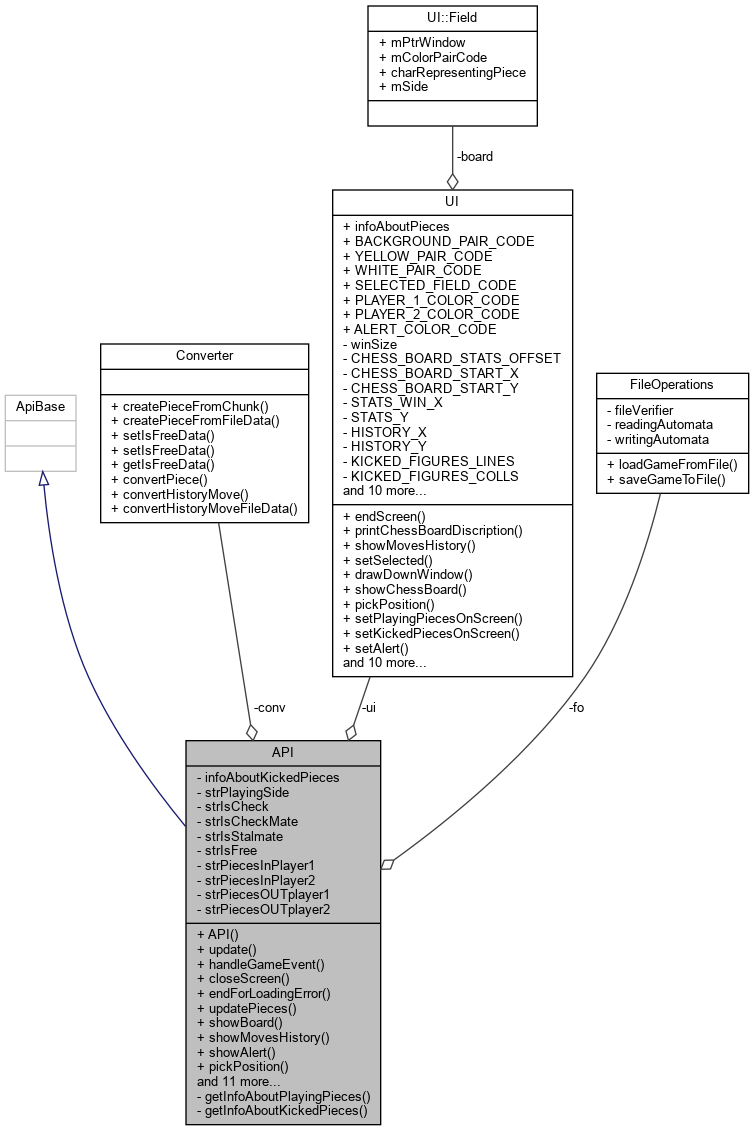 UI::Field
+ mPtrWindow
+ mColorPairCode
+ charRepresentingPiece
+ mSide
-board
UI
+ infoAboutPieces
+ BACKGROUND_PAIR_CODE
+ YELLOW_PAIR_CODE
+ WHITE_PAIR_CODE
+ SELECTED_FIELD_CODE
+ PLAYER_1_COLOR_CODE
+ PLAYER_2_COLOR_CODE
+ ALERT_COLOR_CODE
- winSize
- CHESS_BOARD_STATS_OFFSET
- CHESS_BOARD_START_X
- CHESS_BOARD_START_Y
- STATS_WIN_X
- STATS_Y
- HISTORY_X
- HISTORY_Y
- KICKED_FIGURES_LINES
- KICKED_FIGURES_COLLS
and 10 more...
+ endScreen()
+ printChessBoardDiscription()
+ showMovesHistory()
+ setSelected()
+ drawDownWindow()
+ showChessBoard()
+ pickPosition()
+ setPlayingPiecesOnScreen()
+ setKickedPiecesOnScreen()
+ setAlert()
and 10 more...
Converter
+ createPieceFromChunk()
+ createPieceFromFileData()
+ setIsFreeData()
+ setIsFreeData()
+ getIsFreeData()
+ convertPiece()
+ convertHistoryMove()
+ convertHistoryMoveFileData()
FileOperations
- fileVerifier
- readingAutomata
- writingAutomata
+ loadGameFromFile()
+ saveGameToFile()
ApiBase
-conv
-ui
-fo
API
- infoAboutKickedPieces
- strPlayingSide
- strIsCheck
- strIsCheckMate
- strIsStalmate
- strIsFree
- strPiecesInPlayer1
- strPiecesInPlayer2
- strPiecesOUTplayer1
- strPiecesOUTplayer2
+ API()
+ update()
+ handleGameEvent()
+ closeScreen()
+ endForLoadingError()
+ updatePieces()
+ showBoard()
+ showMovesHistory()
+ showAlert()
+ pickPosition()
and 11 more...
- getInfoAboutPlayingPieces()
- getInfoAboutKickedPieces()